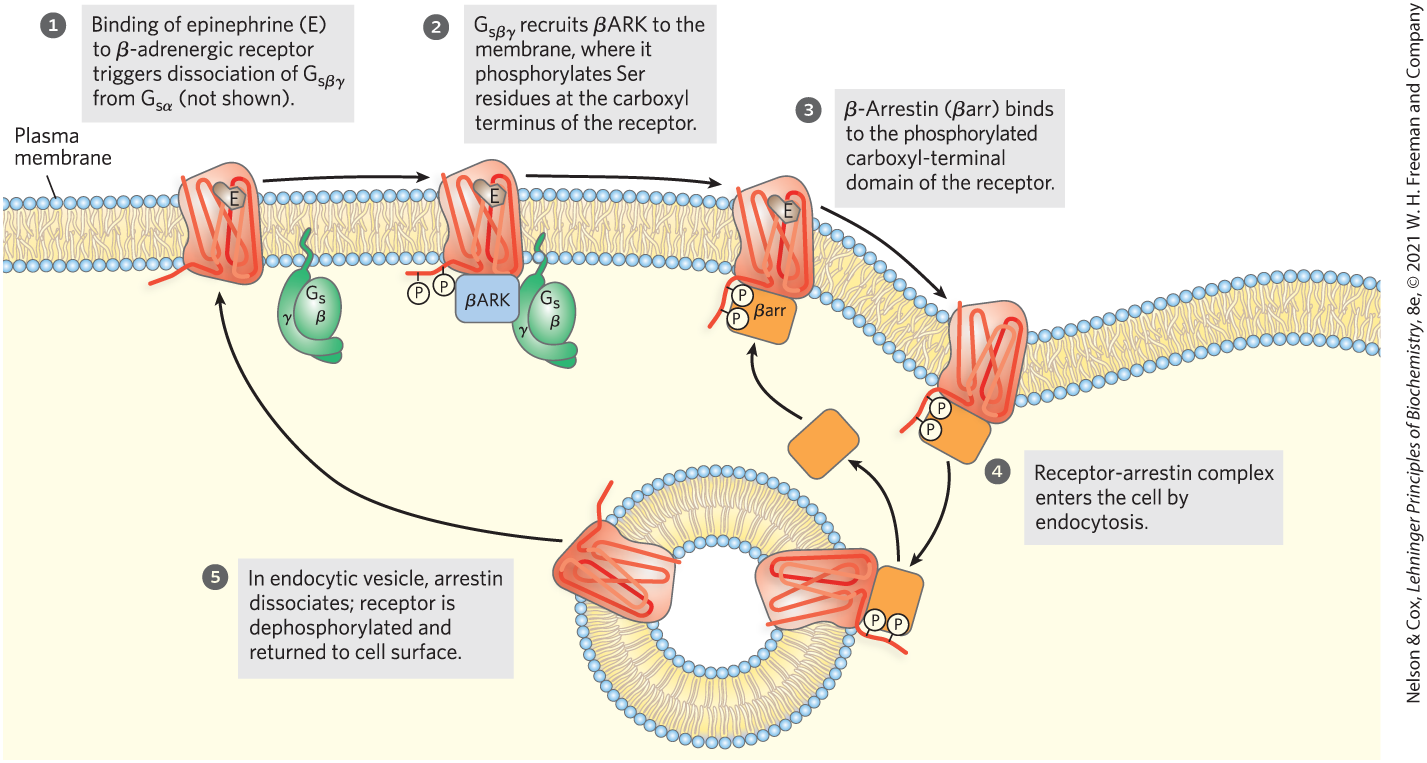 1 Binding of epinephrine (E)
to β-adrenergic receptor
triggers dissociation of Gsβγ
from Gsα (not shown).
2 Gsβγ recruits βARK to the
membrane, where it
phosphorylates Ser
residues at the carboxyl
terminus of the receptor.
3 β-Arrestin (βarr) binds
to the phosphorylated
carboxyl-terminal
domain of the receptor.
Plasma
membrane
E
E
E
Gs
γ β
P P
βARK
Gs
γ β
P
P
βarr
P
P
4 Receptor-arrestin complex
enters the cell by
endocytosis.
5 In endocytic vesicle, arrestin
dissociates; receptor is
dephosphorylated and
returned to cell surface.
P P
Nelson & Cox, Lehninger Principles of Biochemistry, 8e, © 2021 W. H. Freeman and Company